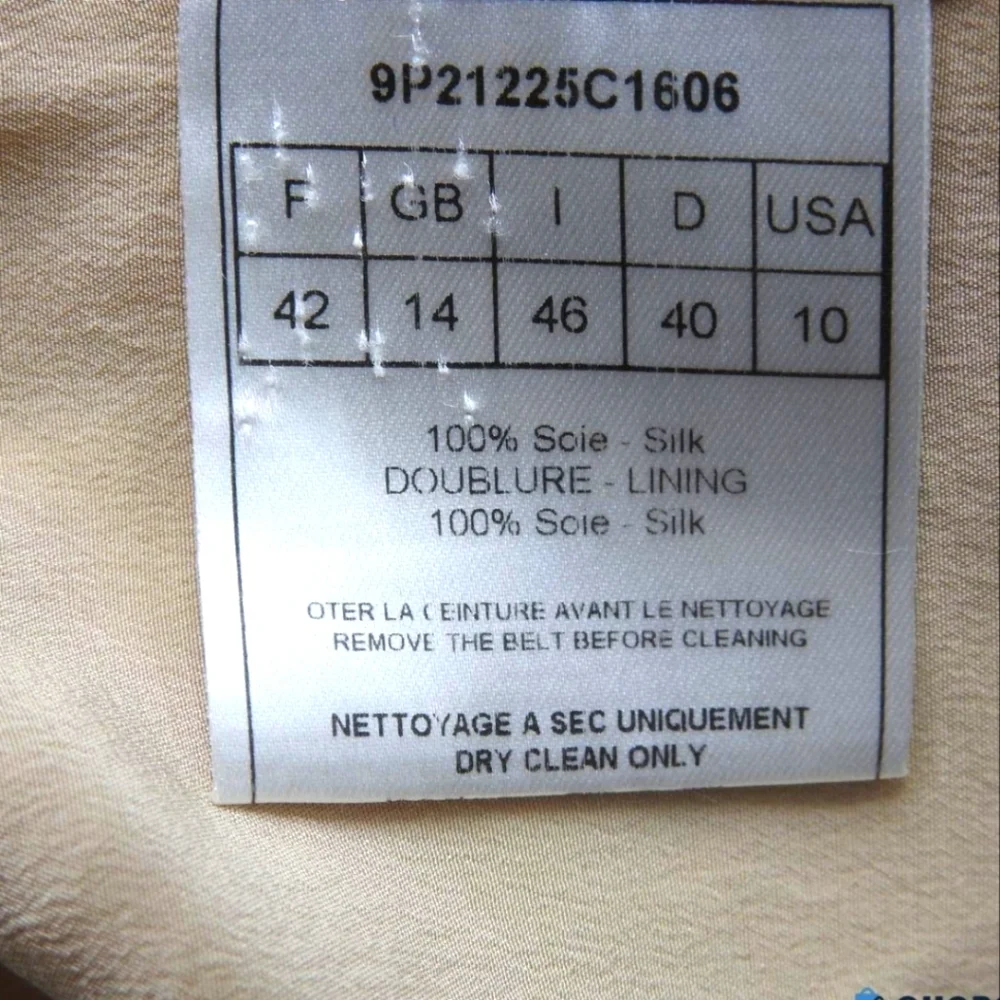 9P21225C1606
F GB I D USA
42 14 46 40 10
100% Soie - Silk
DOUBLURE - LINING
100% Soie - Silk
OTER LA CEINTURE AVANT LE NETTOYAGE
REMOVE THE BELT BEFORE CLEANING
NETTOYAGE A SEC UNIQUEMENT
DRY CLEAN ONLY